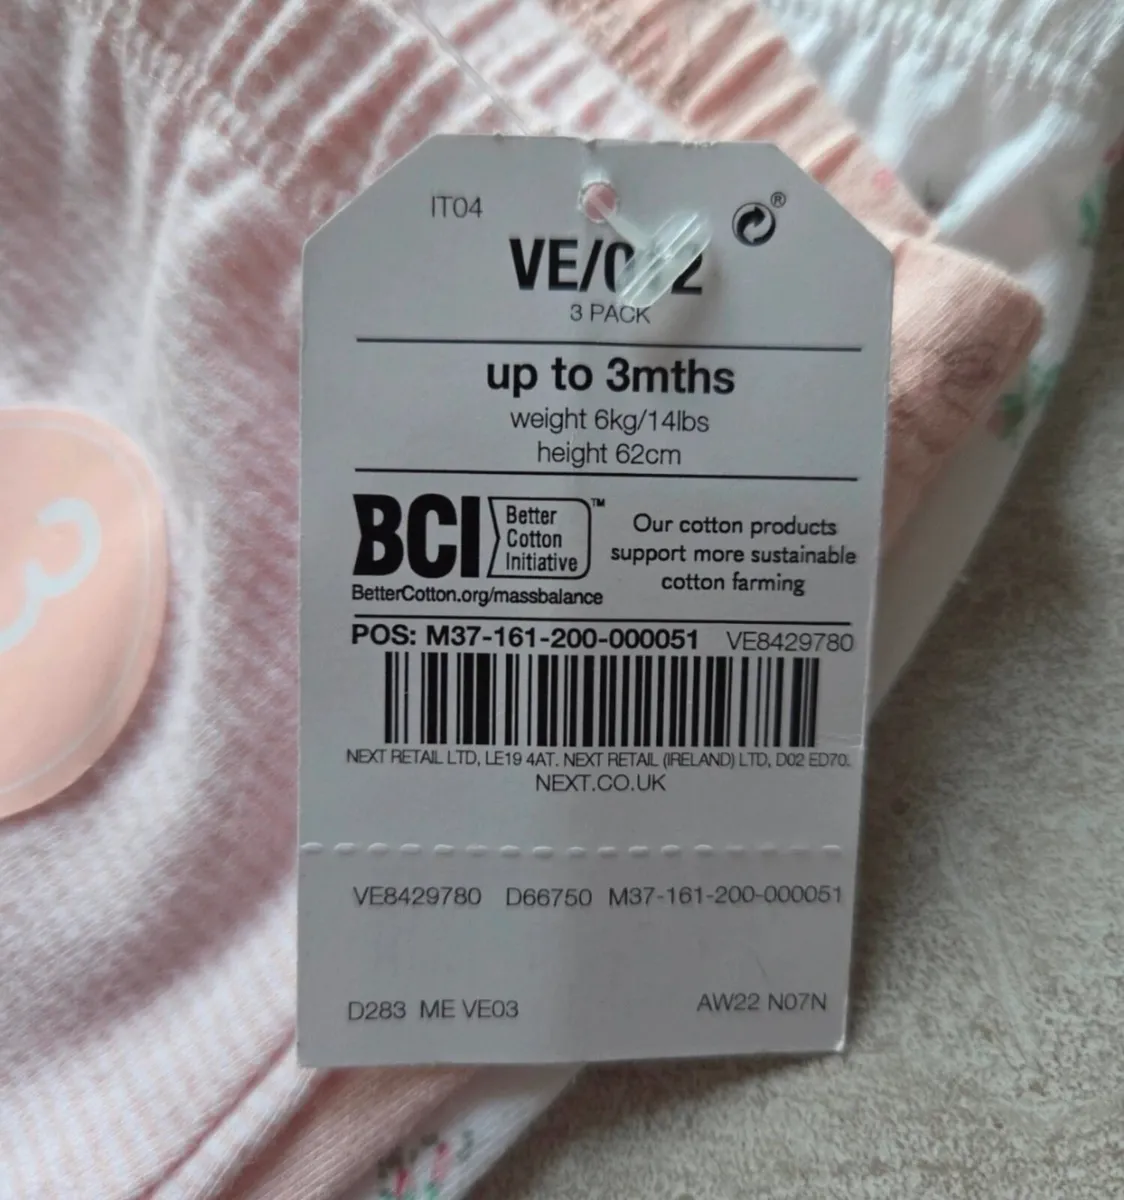 IT04
®
3 PACK
up to 3mths
weight 6kg/14lbs
height 62cm
BCI Better Cotton Initiative ™
BetterCotton.org/massbalance
Our cotton products
support more sustainable
cotton farming
POS: M37-161-200-000051 VE8429780
NEXT RETAIL LTD, LE19 4AT. NEXT RETAIL (IRELAND) LTD, D02 ED70.
NEXT.CO.UK
VE8429780 D66750 M37-161-200-000051
D283 ME VE03
AW22 N07N
3